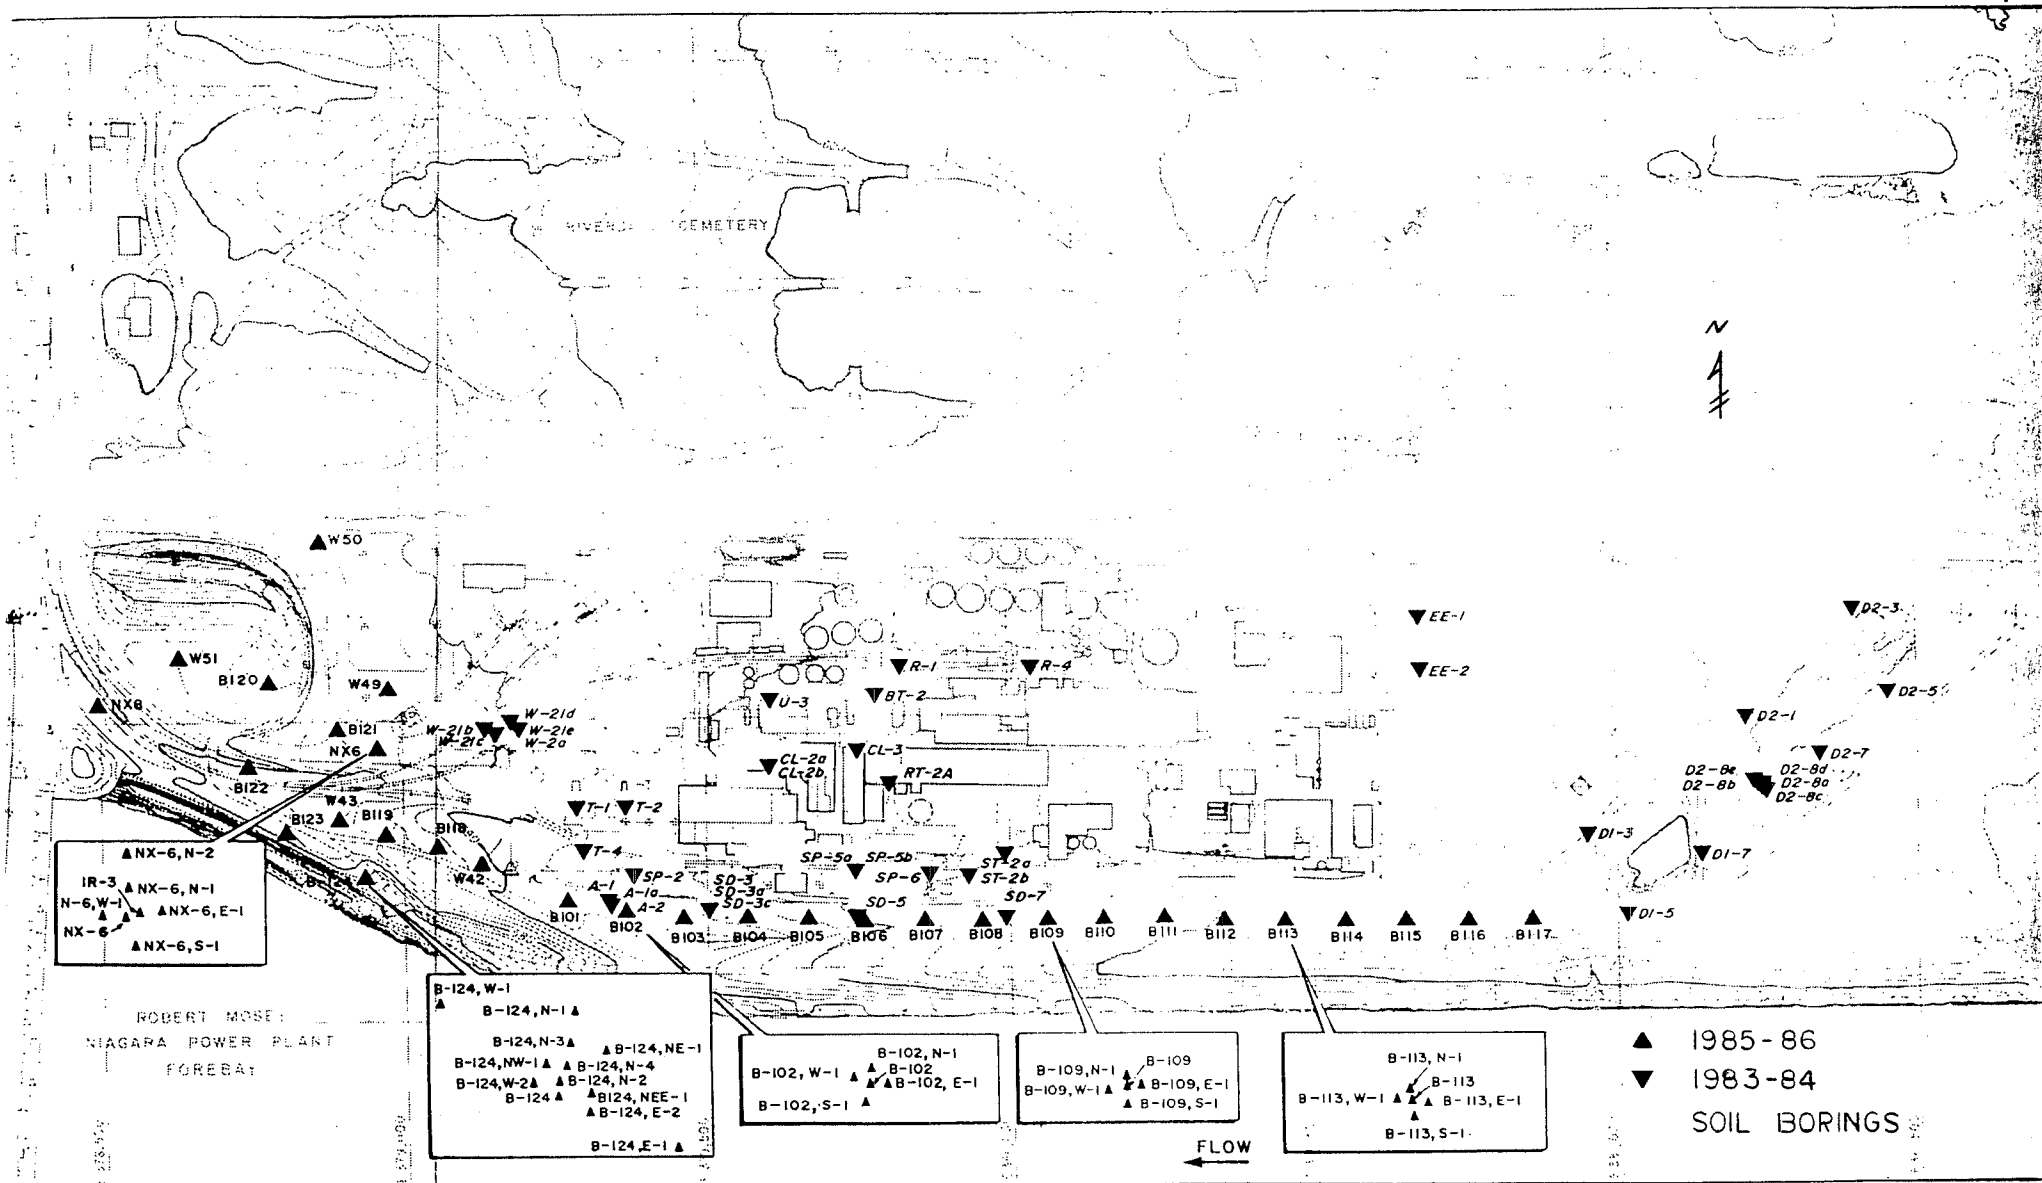 CEMETERY
N
W50
EE-1
D2-3
W51
R-1
R-4
EE-2
B120
W49
U-3
BT-2
D2-5
NX8
W-21d
D2-1
B121
W-21b
W-21e
W-21c
W-2a
NX6
CL-3
D2-7
CL-2a
CL-2b
RT-2A
D2-8e
D2-8d
D2-8b
D2-8a
D2-8c
B122
W43
T-1
T-2
B123
B119
D1-3
B118
T-4
SP-5a
SP-5b
ST-2a
D1-7
W42
SP-2
SP-6
ST-2b
A-1
A-1a
A-2
SD-3
SD-3a
SD-3c
SD-5
SD-7
D1-5
B101
B102
B103
B104
B105
B106
B107
B108
B109
B110
B111
B112
B113
B114
B115
B116
B117
NX-6, N-2
IR-3
NX-6, N-1
N-6, W-1
NX-6, E-1
NX-6
NX-6, S-1
B-124, W-1
B-124, N-1
B-124, N-3
B-124, NE-1
B-124, NW-1
B-124, N-4
B-124, W-2
B-124, N-2
B-124
B124, NEE-1
B-124, E-2
B-124, E-1
B-102, N-1
B-102, W-1
B-102
B-102, E-1
B-102, S-1
B-109
B-109, N-1
B-109, W-1
B-109, E-1
B-109, S-1
B-113, N-1
B-113
B-113, W-1
B-113, E-1
B-113, S-1
ROBERT MOSES
NIAGARA POWER PLANT
FOREBAY
1985-86
1983-84
SOIL BORINGS
FLOW